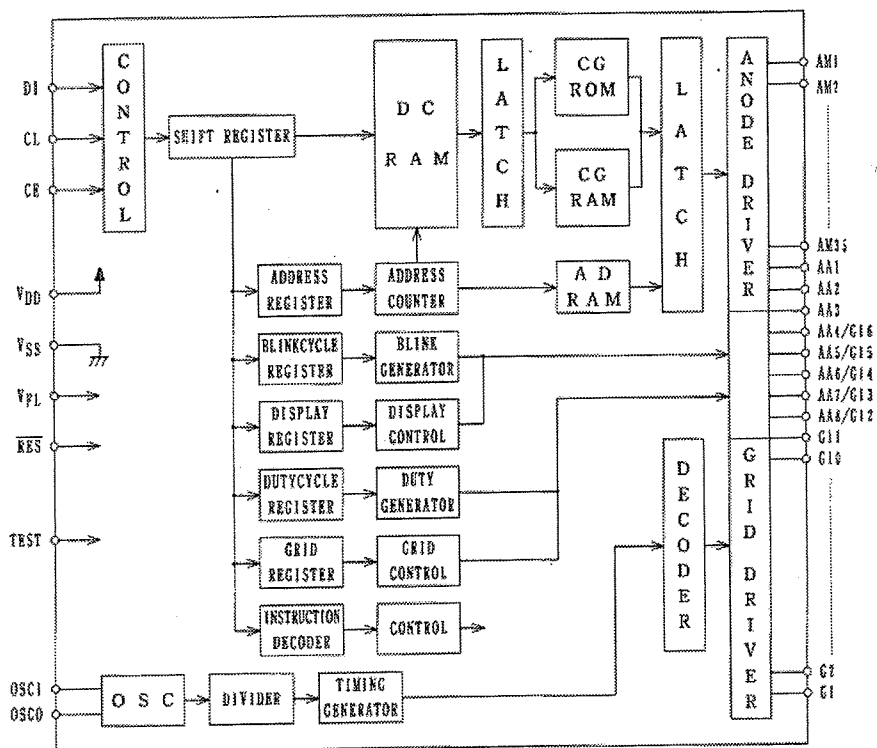 DI
CL
CE
VDD
VSS
VFL
RES
TEST
OSCI
OSCO
CONTROL
SHIFT REGISTER
DC
RAM
LATCH
CG
ROM
CG
RAM
LATCH
ANODE DRIVER
ADDRESS
REGISTER
ADDRESS
COUNTER
AD
RAM
BLINKCYCLE
REGISTER
BLINK
GENERATOR
DISPLAY
REGISTER
DISPLAY
CONTROL
DUTYCYCLE
REGISTER
DUTY
GENERATOR
GRID
REGISTER
GRID
CONTROL
INSTRUCTION
DECODER
CONTROL
DECODER
GRID DRIVER
OSC
DIVIDER
TIMING
GENERATOR
AM1
AM2
AM35
AA1
AA2
AA3
AA4/G16
AA5/G15
AA6/G14
AA7/G13
AA8/G12
G11
G10
G2
G1